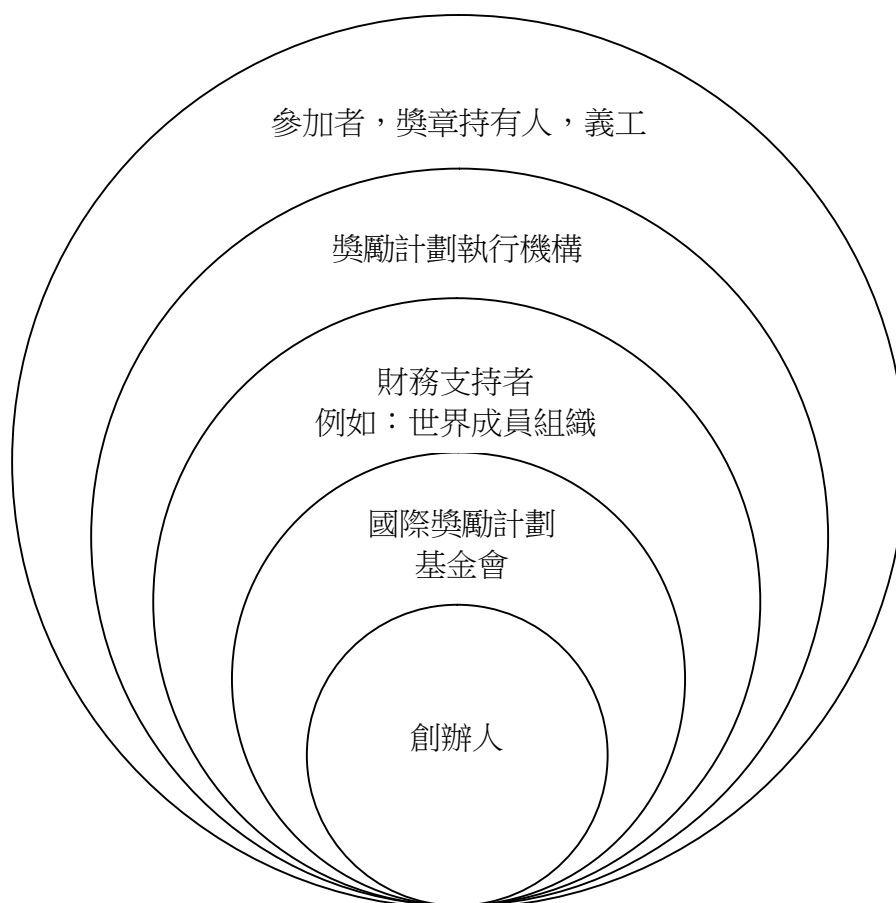 參加者，獎章持有人，義工
獎勵計劃執行機構
財務支持者
例如：世界成員組織
國際獎勵計劃
基金會
創辦人